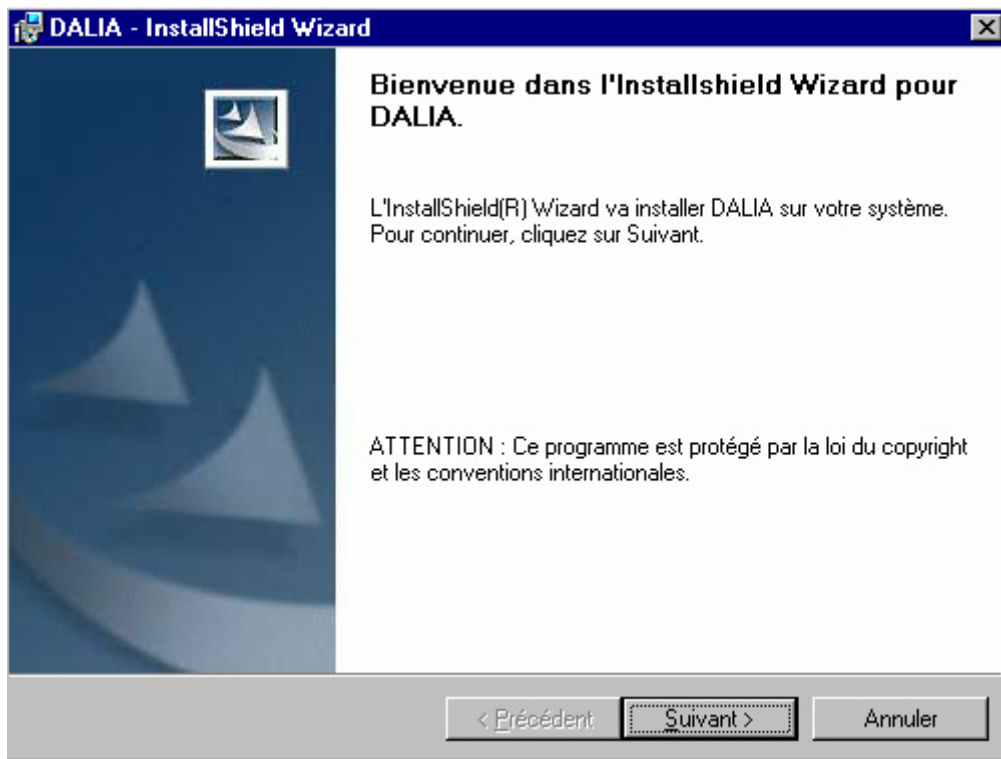 DALIA - InstallShield Wizard
Bienvenue dans l'Installshield Wizard pour
DALIA.
L'InstallShield(R) Wizard va installer DALIA sur votre système.
Pour continuer, cliquez sur Suivant.
ATTENTION : Ce programme est protégé par la loi du copyright
et les conventions internationales.
< Précédent Suivant > Annuler